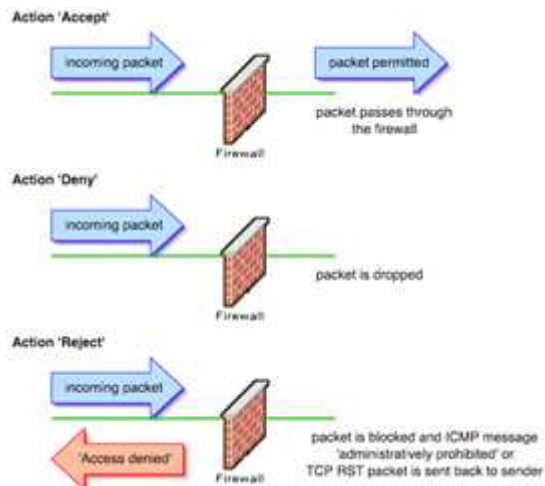 Action 'Accept'
incoming packet
packet permitted
packet passes through
the firewall
Firewall
Action 'Deny'
incoming packet
packet is dropped
Firewall
Action 'Reject'
incoming packet
'Access denied'
packet is blocked and ICMP message
'administratively prohibited' or
TCP RST packet is sent back to sender
Firewall